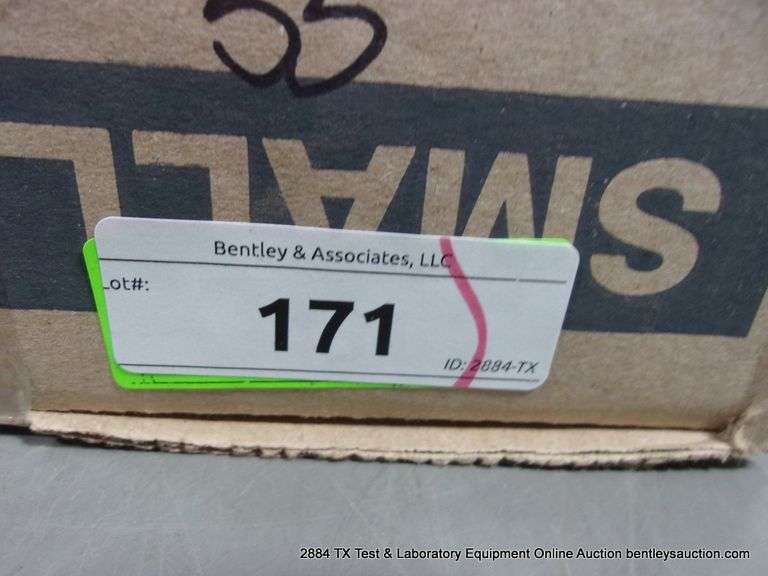 55
SMALL
Bentley & Associates, LLC
Lot#:
171
ID: 2884-TX
2884 TX Test & Laboratory Equipment Online Auction bentleysauction.com